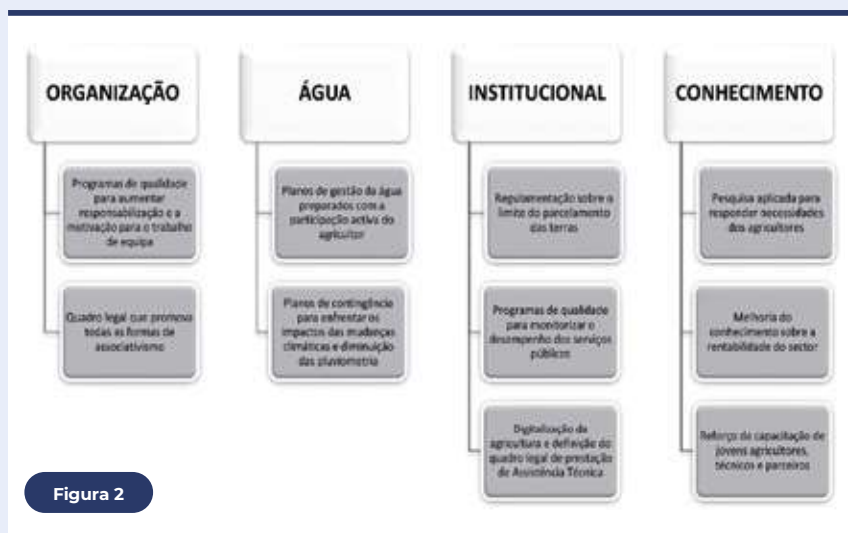 ORGANIZAÇÃO
Programas de qualidade
para aumentar
responsabilização e a
motivação para o trabalho
de equipa
Quadro legal que promova
todas as formas de
associativismo
ÁGUA
Planos de gestão da água
preparados com a
participação activa do
agricultor
Planos de contingência
para enfrentar os
impactos das mudanças
climáticas e diminuição
das pluviometria
INSTITUCIONAL
Regulamentação sobre o
limite do parcelamento
das terras
Programas de qualidade
para monitorizar o
desempenho dos serviços
públicos
Digitalização da
agricultura e definição do
quadro legal de prestação
de Assistência Técnica
CONHECIMENTO
Pesquisa aplicada para
responder necessidades
dos agricultores
Melhoria do
conhecimento sobre a
rentabilidade do sector
Reforço da capacitação de
jovens agricultores,
técnicos e parceiros
Figura 2